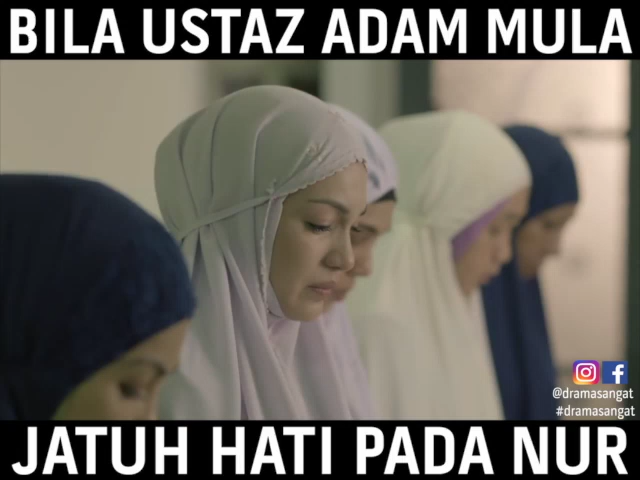 BILA USTAZ ADAM MULA
@dramasangat
#dramasangat
JATUH HATI PADA NUR